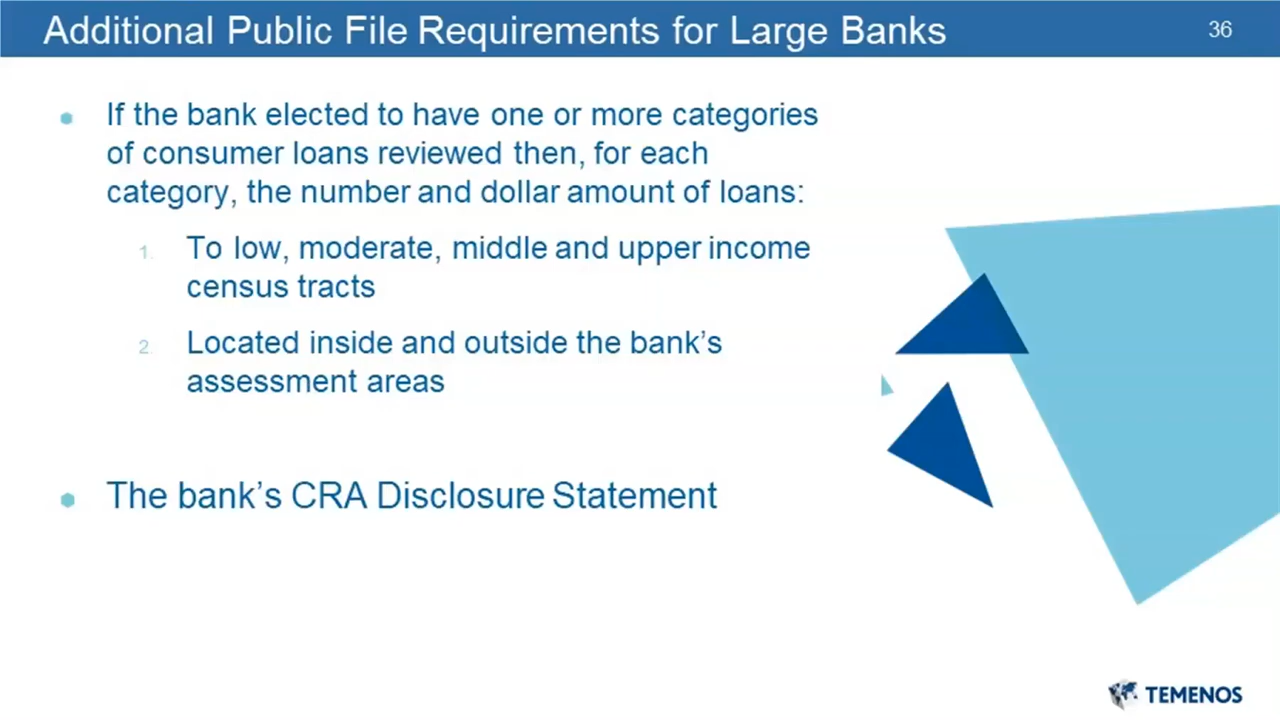 Additional Public File Requirements for Large Banks
36
If the bank elected to have one or more categories
of consumer loans reviewed then, for each
category, the number and dollar amount of loans:
1. To low, moderate, middle and upper income
census tracts
2. Located inside and outside the bank's
assessment areas
The bank's CRA Disclosure Statement
TEMENOS